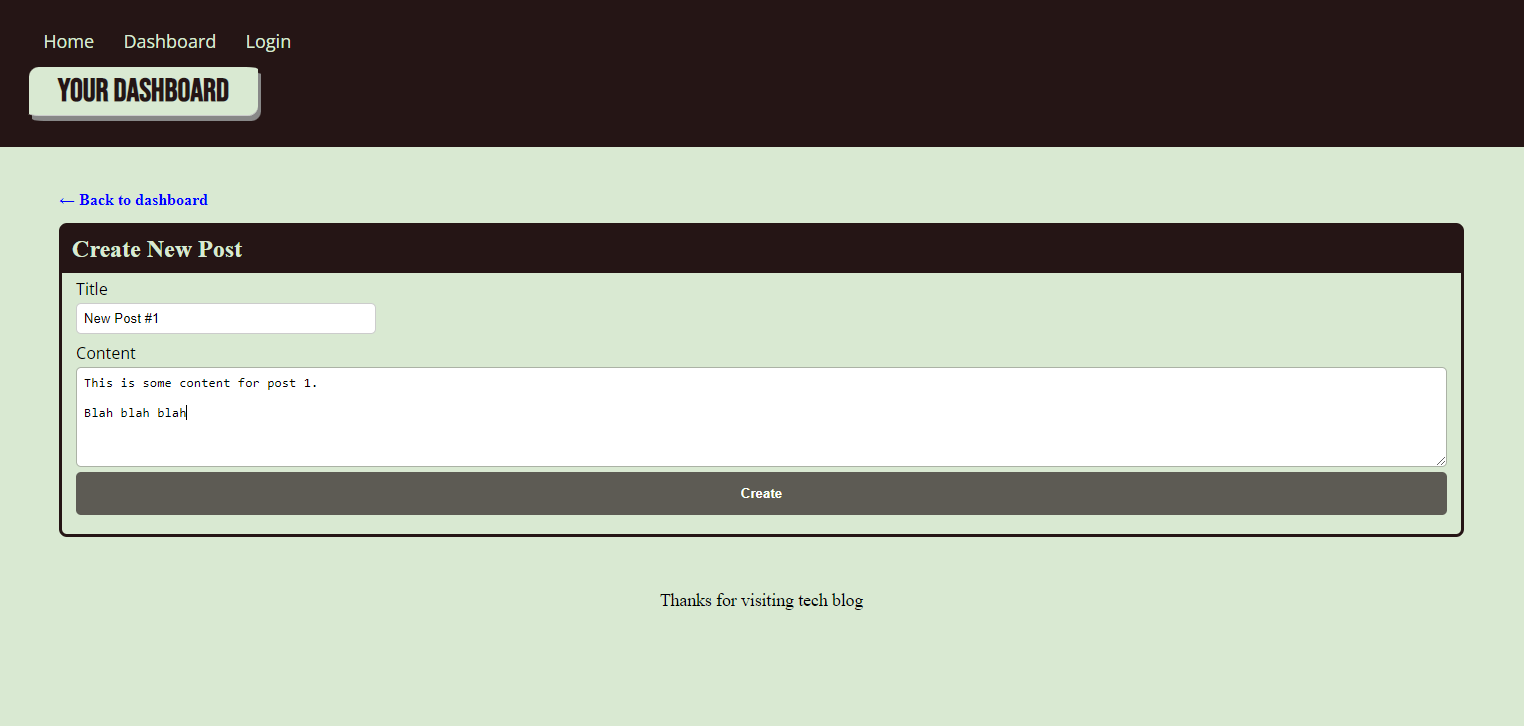 Home Dashboard Login
YOUR DASHBOARD
← Back to dashboard
Create New Post
Title
New Post #1
Content
This is some content for post 1.
Blah blah blah
Create
Thanks for visiting tech blog